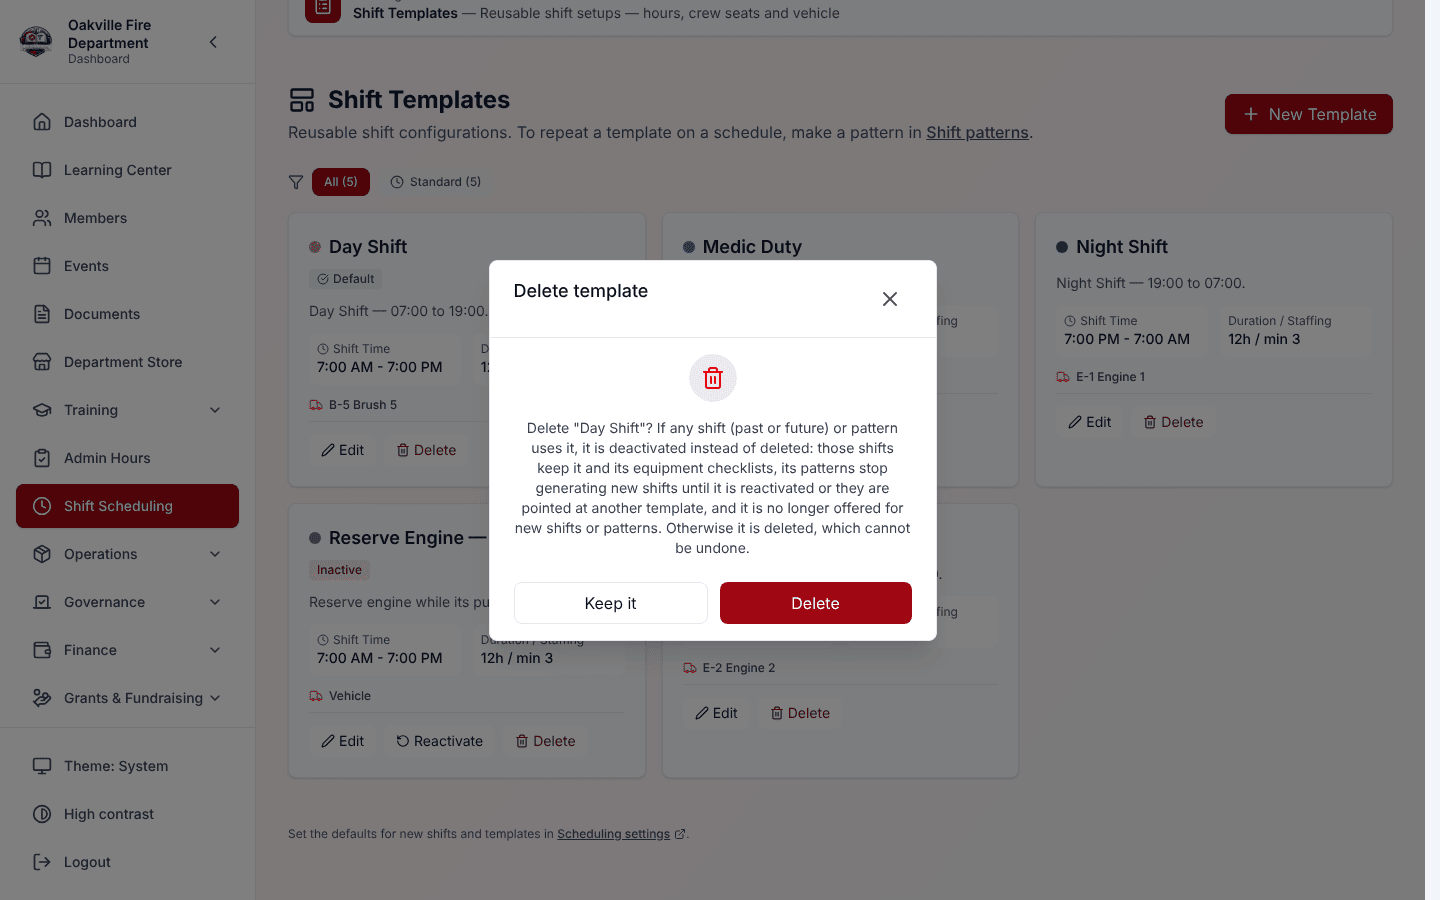 Oakville Fire
Department
Dashboard
Dashboard
Learning Center
Members
Events
Documents
Department Store
Training
Admin Hours
Shift Scheduling
Operations
Governance
Finance
Grants & Fundraising
Theme: System
High contrast
Logout
Shift Templates — Reusable shift setups — hours, crew seats and vehicle
Shift Templates
Reusable shift configurations. To repeat a template on a schedule, make a pattern in Shift patterns.
New Template
All (5)
Standard (5)
Day Shift
Default
Day Shift — 07:00 to 19:00.
Shift Time
7:00 AM - 7:00 PM
B-5 Brush 5
Edit
Delete
Medic Duty
Night Shift
Night Shift — 19:00 to 07:00.
Shift Time
7:00 PM - 7:00 AM
Duration / Staffing
12h / min 3
E-1 Engine 1
Edit
Delete
Delete template
Delete "Day Shift"? If any shift (past or future) or pattern
uses it, it is deactivated instead of deleted: those shifts
keep it and its equipment checklists, its patterns stop
generating new shifts until it is reactivated or they are
pointed at another template, and it is no longer offered for
new shifts or patterns. Otherwise it is deleted, which cannot
be undone.
Keep it
Delete
Reserve Engine —
Inactive
Reserve engine while its pu
Shift Time
7:00 AM - 7:00 PM
Duration / Staffing
12h / min 3
Vehicle
Edit
Reactivate
Delete
E-2 Engine 2
Edit
Delete
Set the defaults for new shifts and templates in Scheduling settings.